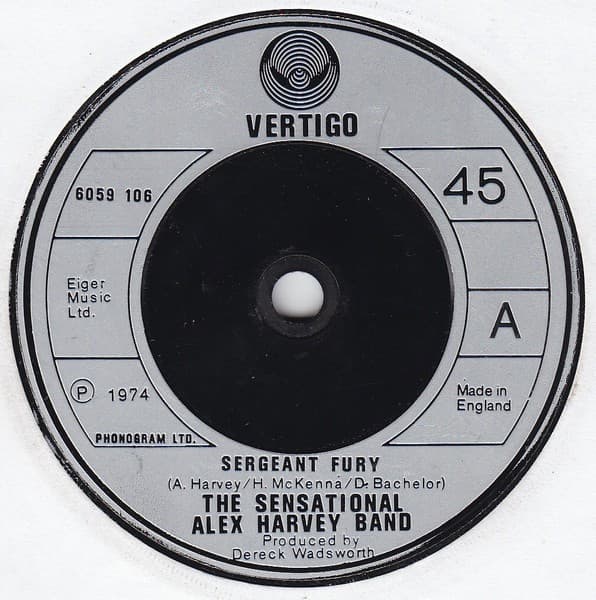 VERTIGO
6059 106
45
Eiger
Music
Ltd.
A
Ⓟ 1974
Made in
England
PHONOGRAM LTD.
SERGEANT FURY
(A. Harvey/H. McKenna/D. Bachelor)
THE SENSATIONAL
ALEX HARVEY BAND
Produced by
Dereck Wadsworth